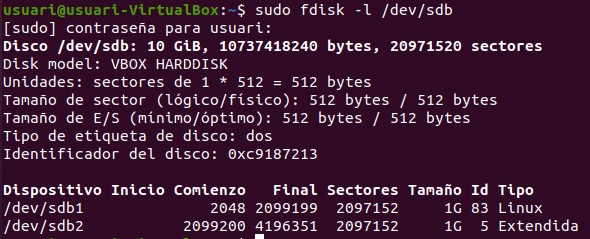 usuari@usuari-VirtualBox:~$ sudo fdisk -l /dev/sdb
[sudo] contraseña para usuari:
Disco /dev/sdb: 10 GiB, 10737418240 bytes, 20971520 sectores
Disk model: VBOX HARDDISK
Unidades: sectores de 1 * 512 = 512 bytes
Tamaño de sector (lógico/físico): 512 bytes / 512 bytes
Tamaño de E/S (mínimo/óptimo): 512 bytes / 512 bytes
Tipo de etiqueta de disco: dos
Identificador del disco: 0xc9187213

Dispositivo Inicio Comienzo   Final Sectores Tamaño Id Tipo
/dev/sdb1              2048 2099199  2097152     1G 83 Linux
/dev/sdb2           2099200 4196351  2097152     1G  5 Extendida